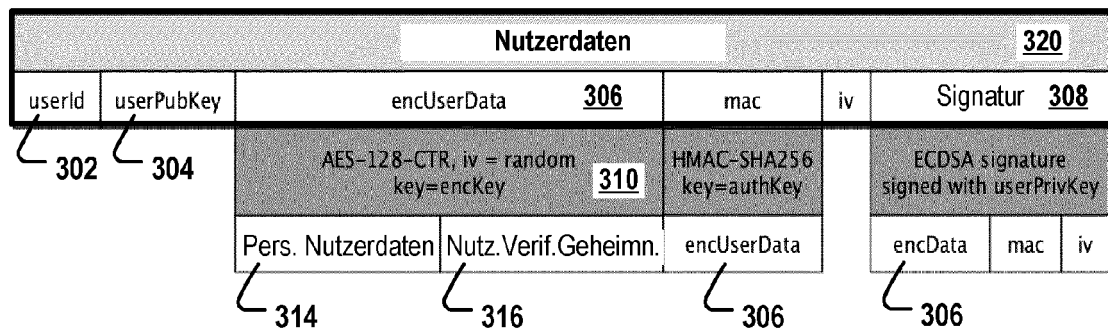 Nutzerdaten 320
userId userPubKey encUserData 306 mac iv Signatur 308
302 304
AES-128-CTR, iv = random
key=encKey 310
HMAC-SHA256
key=authKey
ECDSA signature
signed with userPrivKey
Pers. Nutzerdaten Nutz.Verif.Geheimn. encUserData encData mac iv
314 316 306 306